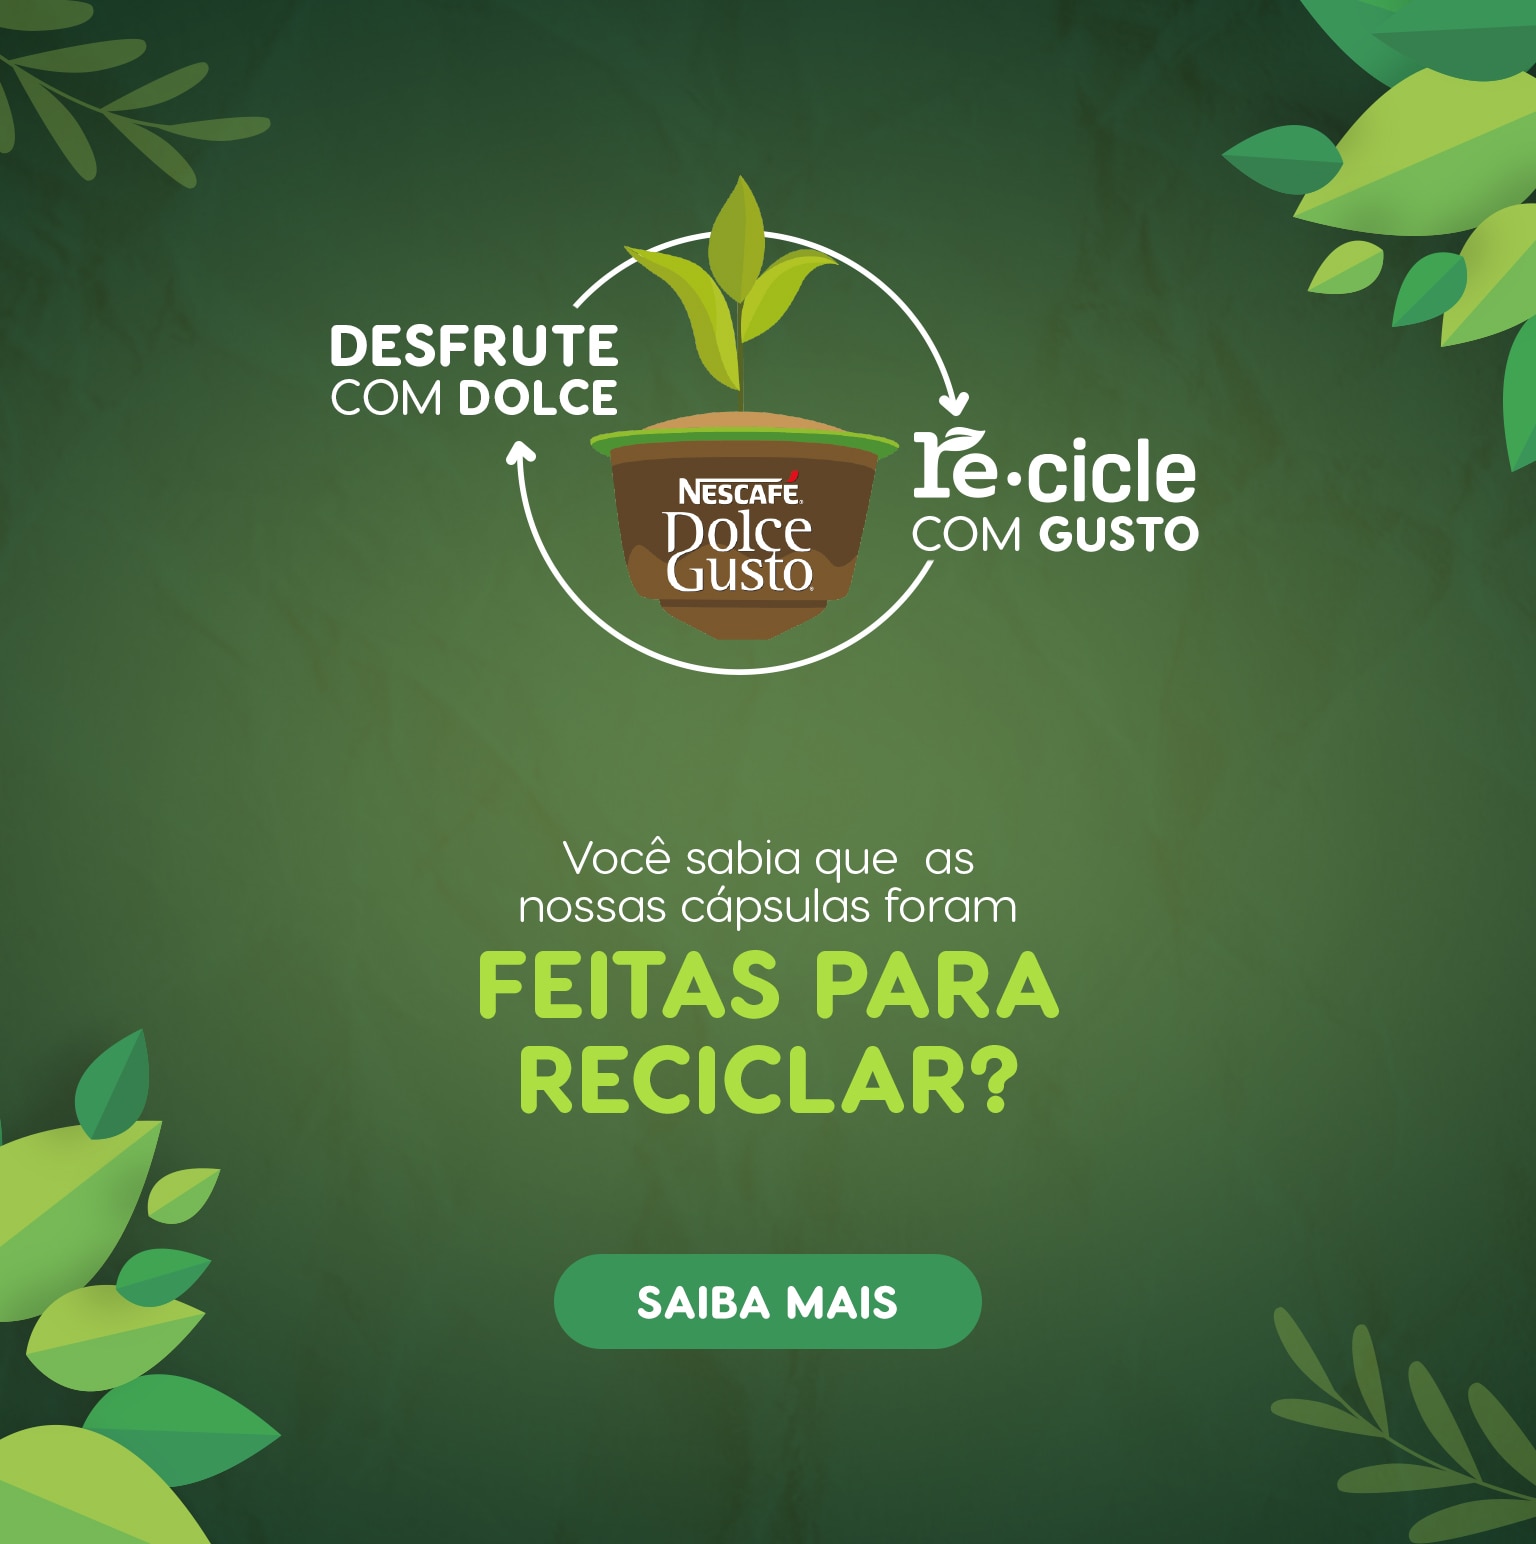 DESFRUTE
COM DOLCE
re·cicle
COM GUSTO
NESCAFÉ®
Dolce
Gusto®
Você sabia que as
nossas cápsulas foram
FEITAS PARA
RECICLAR?
SAIBA MAIS